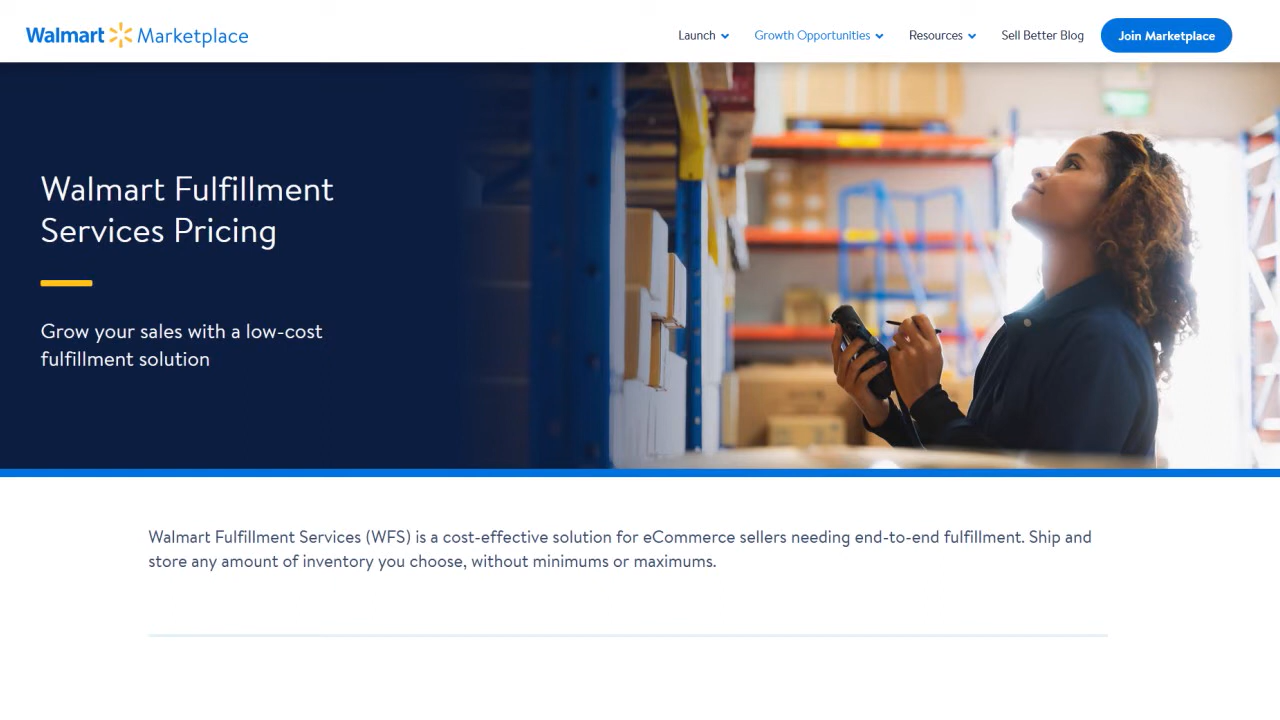 Walmart Marketplace
Launch
Growth Opportunities
Resources
Sell Better Blog
Join Marketplace
Walmart Fulfillment
Services Pricing
Grow your sales with a low-cost
fulfillment solution
Walmart Fulfillment Services (WFS) is a cost-effective solution for eCommerce sellers needing end-to-end fulfillment. Ship and
store any amount of inventory you choose, without minimums or maximums.